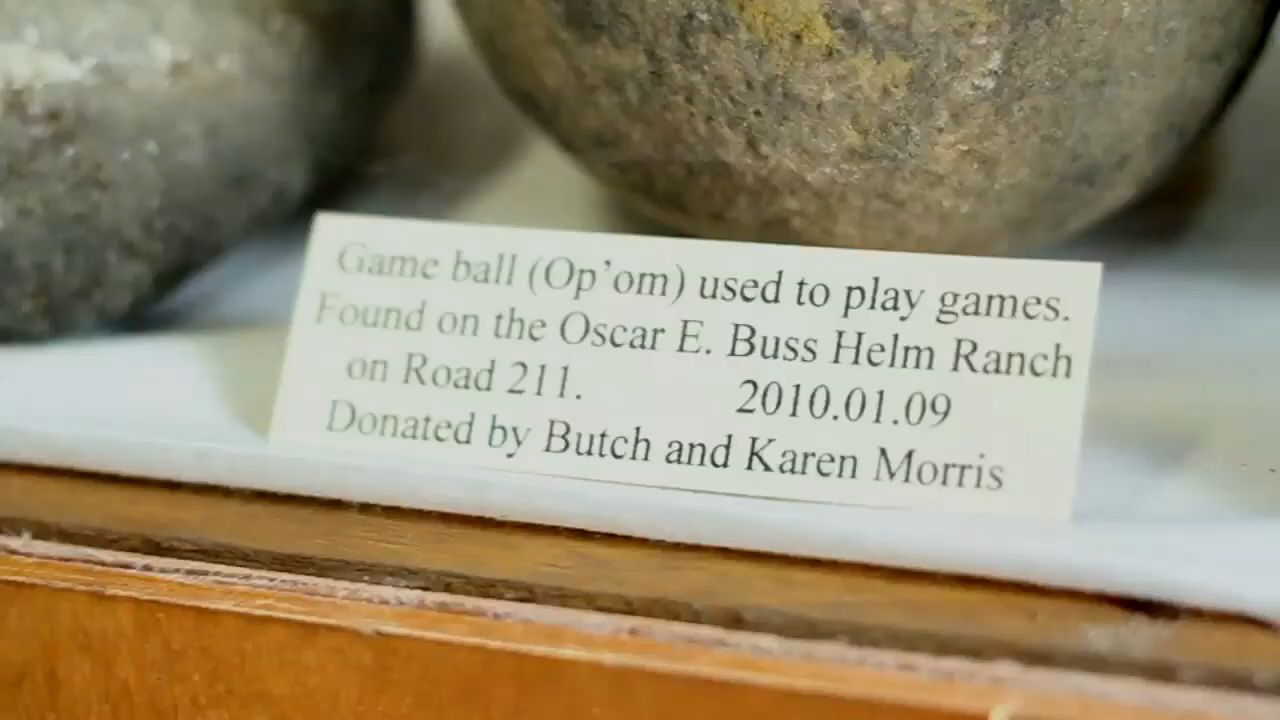 Game ball (Op'om) used to play games.
Found on the Oscar E. Buss Helm Ranch
on Road 211. 2010.01.09
Donated by Butch and Karen Morris